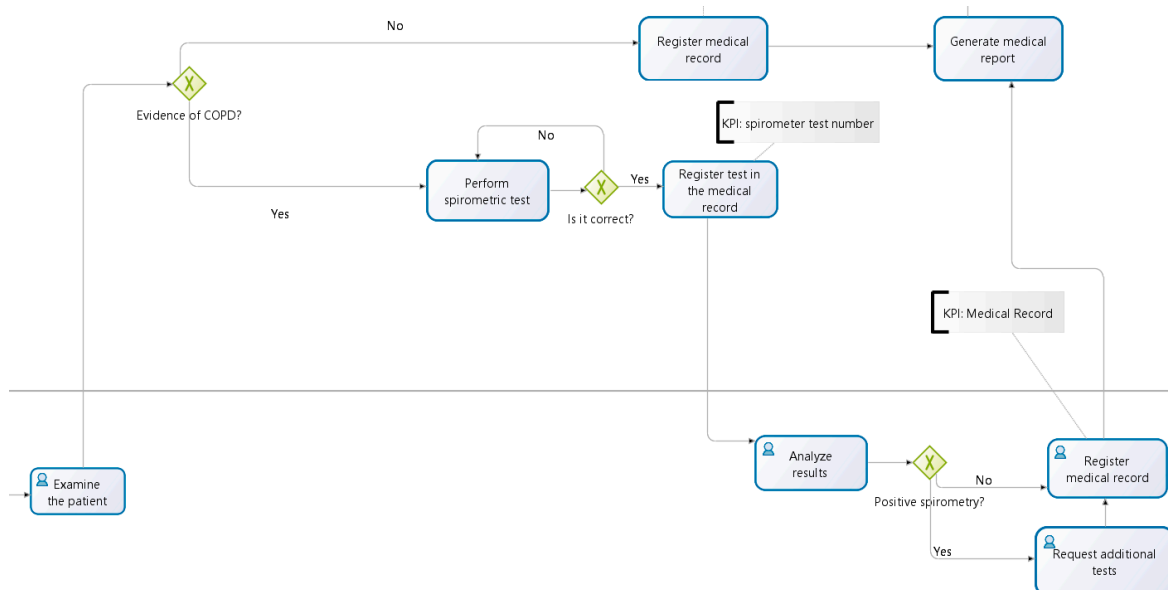 No
Register medical
record
Generate medical
report
Evidence of COPD?
KPI: spirometer test number
No
Perform
spirometric test
Yes
Register test in
the medical
record
Is it correct?
Yes
KPI: Medical Record
Examine
the patient
Analyze
results
Positive spirometry?
No
Register
medical record
Yes
Request additional
tests